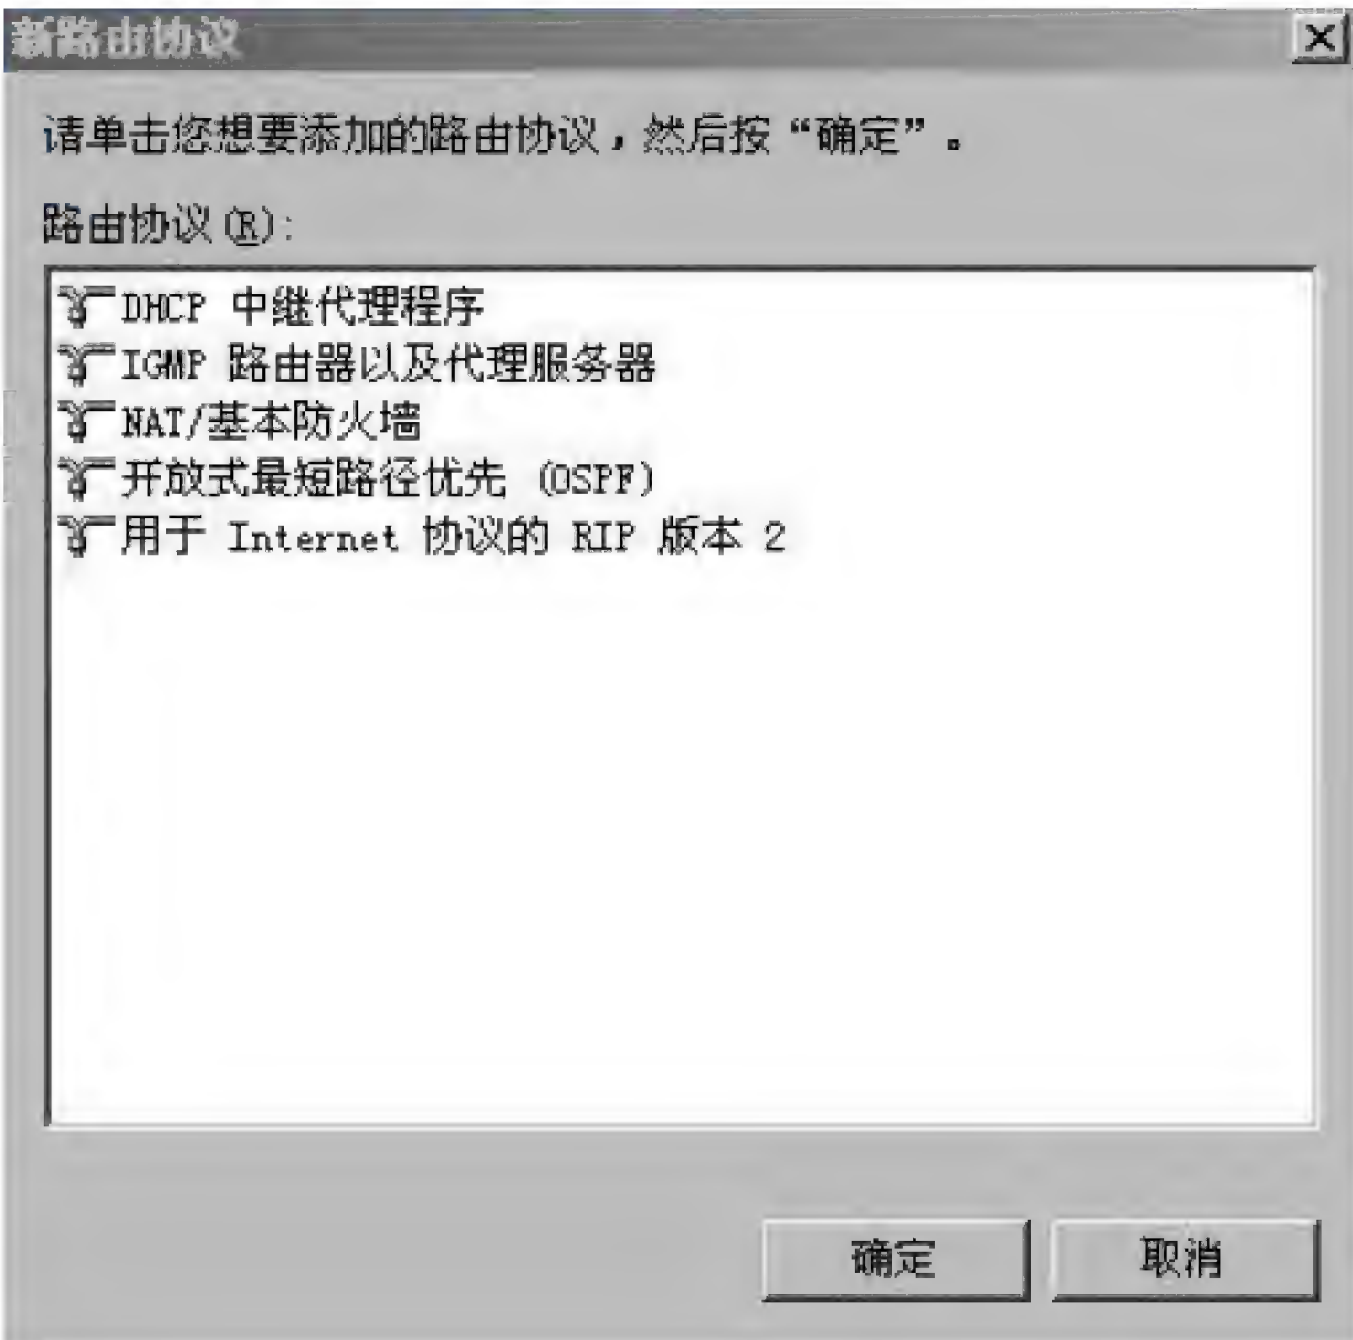 新路由协议
请单击您想要添加的路由协议，然后按“确定”。
路由协议(R):
DHCP 中继代理程序
IGMP 路由器以及代理服务器
NAT/基本防火墙
开放式最短路径优先 (OSPF)
用于 Internet 协议的 RIP 版本 2
确定
取消